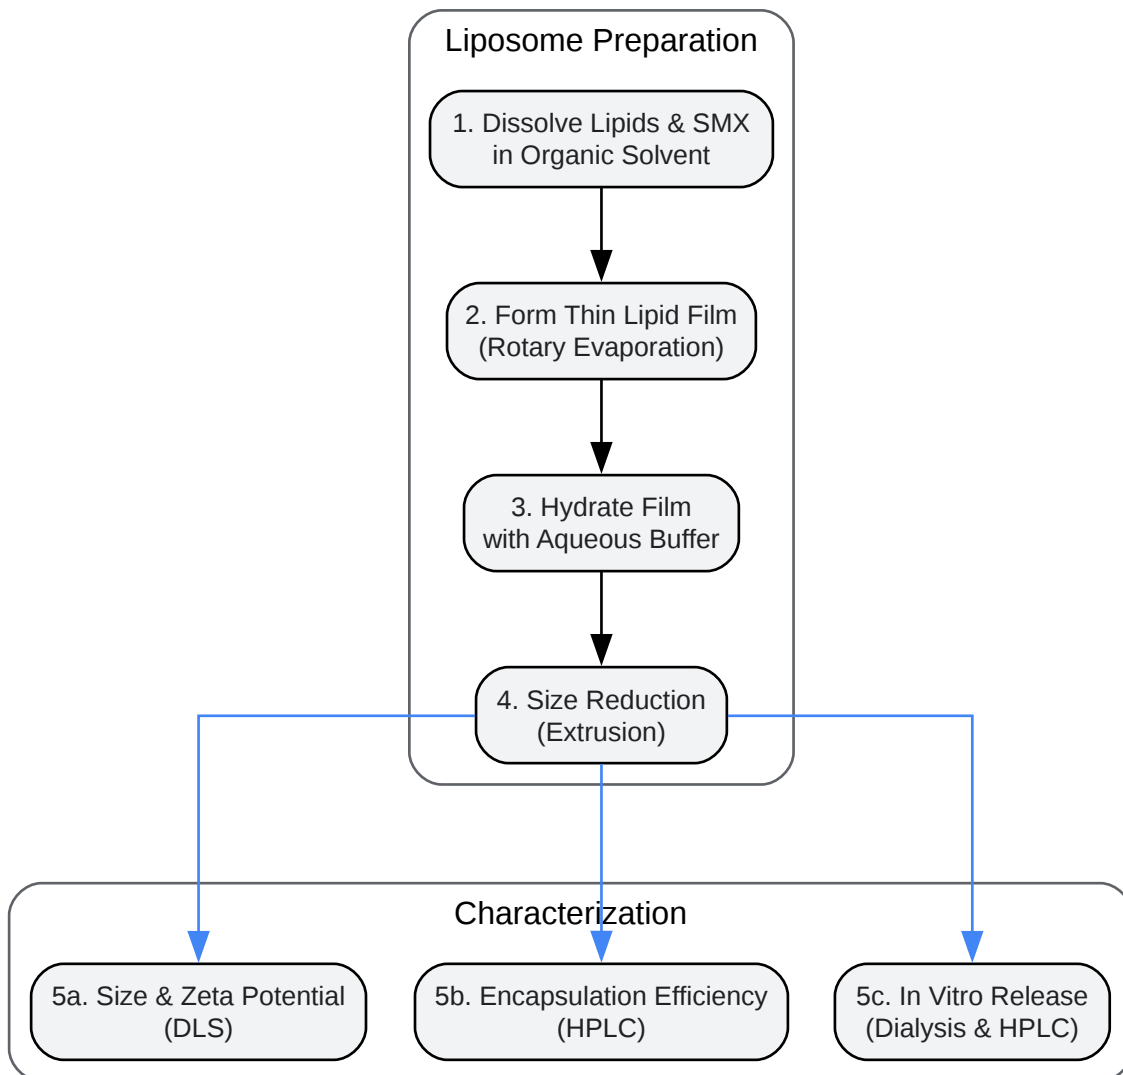 Liposome Preparation
1. Dissolve Lipids & SMX
in Organic Solvent
2. Form Thin Lipid Film
(Rotary Evaporation)
3. Hydrate Film
with Aqueous Buffer
4. Size Reduction
(Extrusion)
Characterization
5a. Size & Zeta Potential
(DLS)
5b. Encapsulation Efficiency
(HPLC)
5c. In Vitro Release
(Dialysis & HPLC)